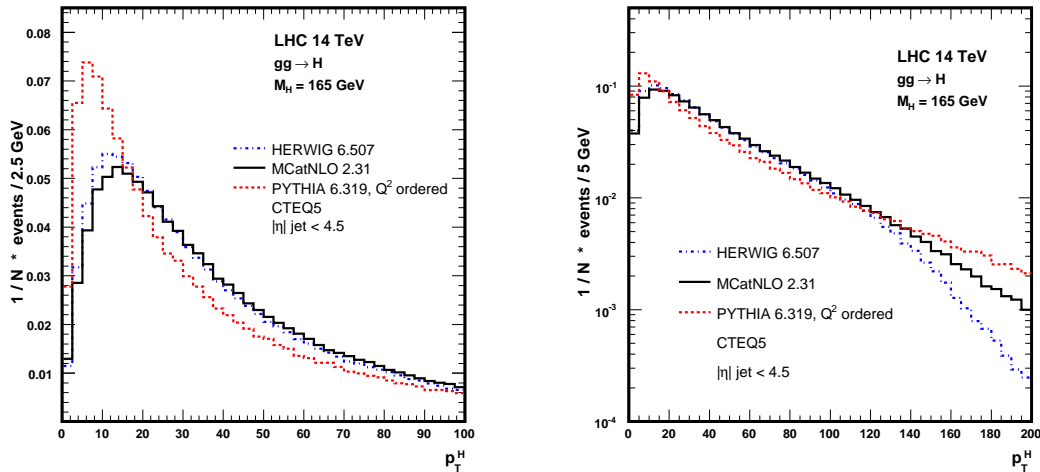 1 / N * events / 2.5 GeV
0.08
0.07
0.06
0.05
0.04
0.03
0.02
0.01
LHC 14 TeV
gg → H
M_H = 165 GeV
HERWIG 6.507
MCatNLO 2.31
PYTHIA 6.319, Q² ordered
CTEQ5
|η| jet < 4.5
0 10 20 30 40 50 60 70 80 90 100
p_T^H
1 / N * events / 5 GeV
10⁻¹
10⁻²
10⁻³
10⁻⁴
LHC 14 TeV
gg → H
M_H = 165 GeV
HERWIG 6.507
MCatNLO 2.31
PYTHIA 6.319, Q² ordered
CTEQ5
|η| jet < 4.5
0 20 40 60 80 100 120 140 160 180 200
p_T^H